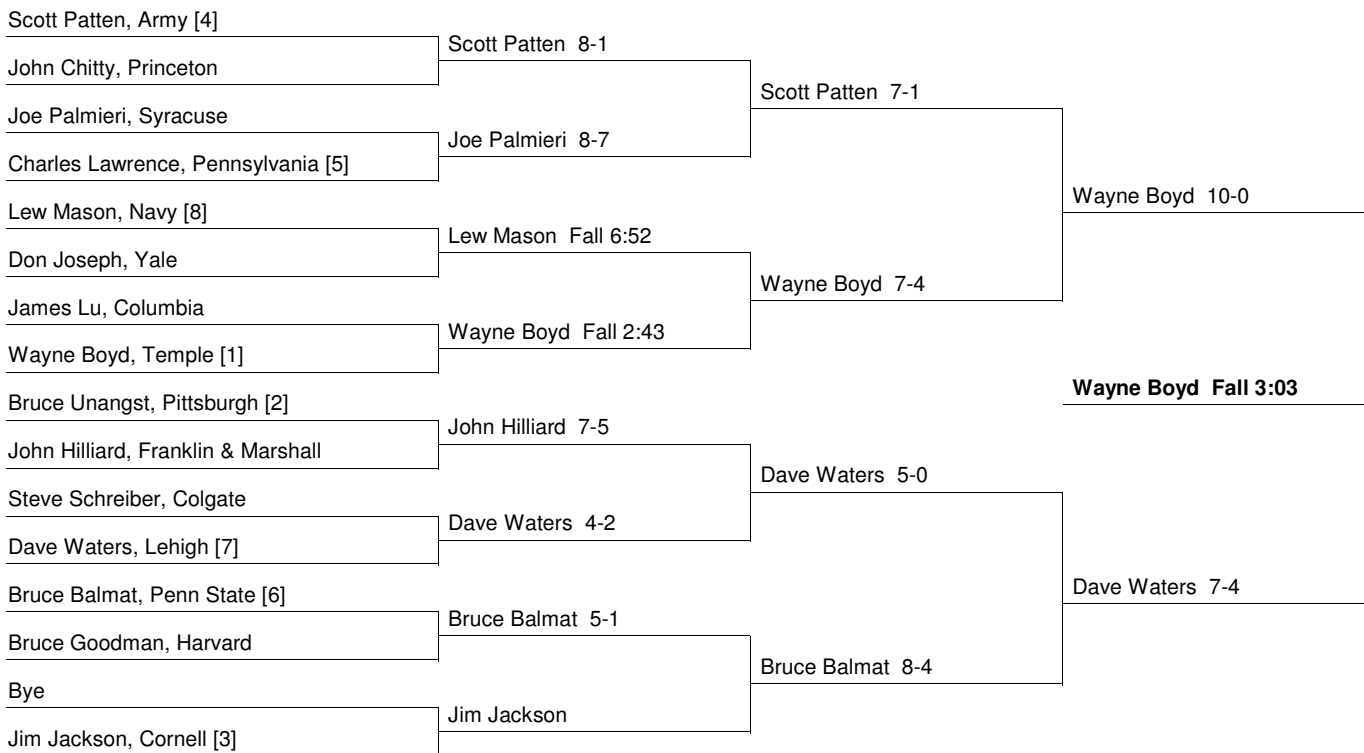 Scott Patten, Army [4]
Scott Patten 8-1
John Chitty, Princeton
Scott Patten 7-1
Joe Palmieri, Syracuse
Joe Palmieri 8-7
Charles Lawrence, Pennsylvania [5]
Wayne Boyd 10-0
Lew Mason, Navy [8]
Lew Mason Fall 6:52
Don Joseph, Yale
Wayne Boyd 7-4
James Lu, Columbia
Wayne Boyd Fall 2:43
Wayne Boyd, Temple [1]
Wayne Boyd Fall 3:03
Bruce Unangst, Pittsburgh [2]
John Hilliard 7-5
John Hilliard, Franklin & Marshall
Dave Waters 5-0
Steve Schreiber, Colgate
Dave Waters 4-2
Dave Waters, Lehigh [7]
Dave Waters 7-4
Bruce Balmat, Penn State [6]
Bruce Balmat 5-1
Bruce Goodman, Harvard
Bruce Balmat 8-4
Bye
Jim Jackson
Jim Jackson, Cornell [3]